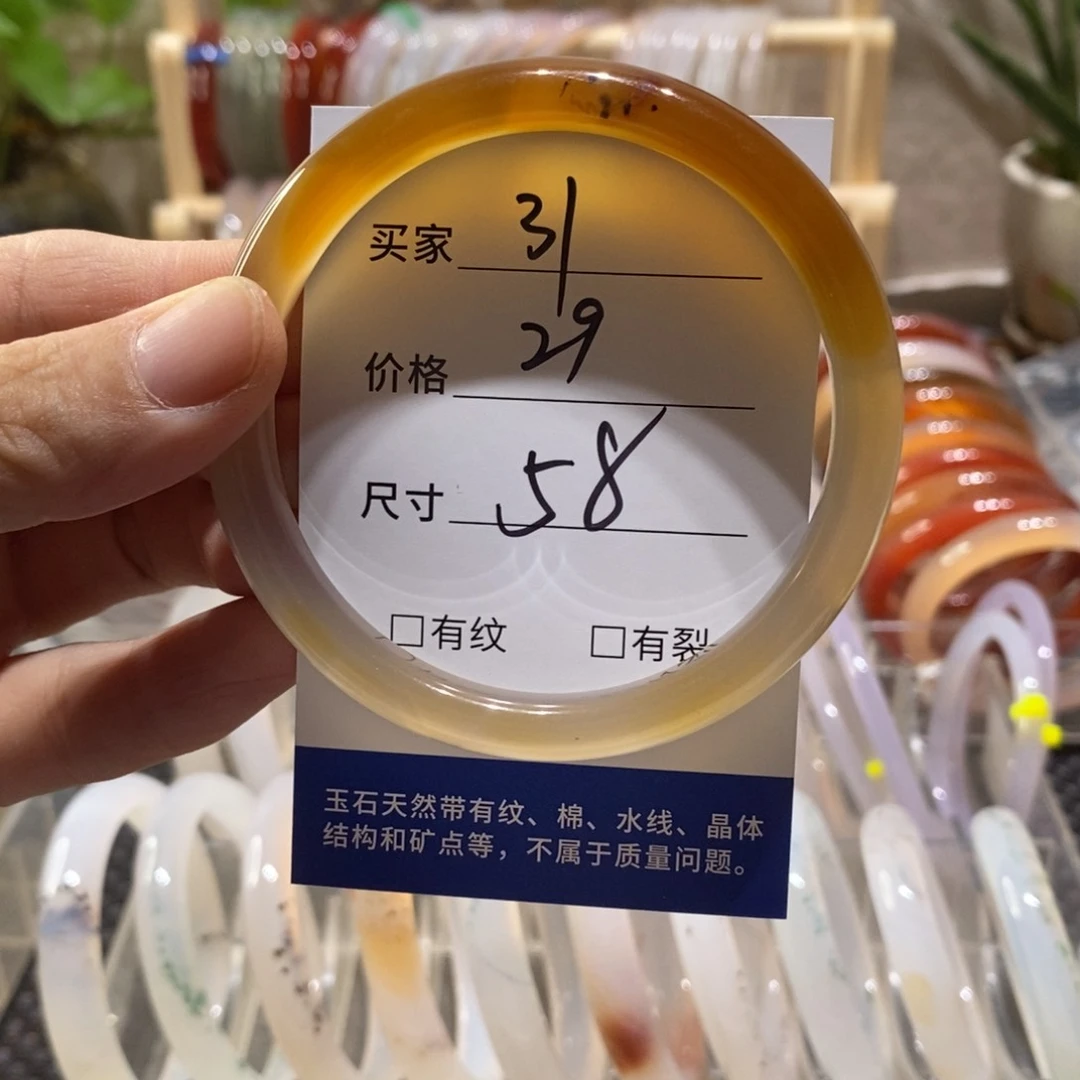 买家 31
价格 29
尺寸 58
□有纹 □有裂
玉石天然带有纹、棉、水线、晶体
结构和矿点等，不属于质量问题。